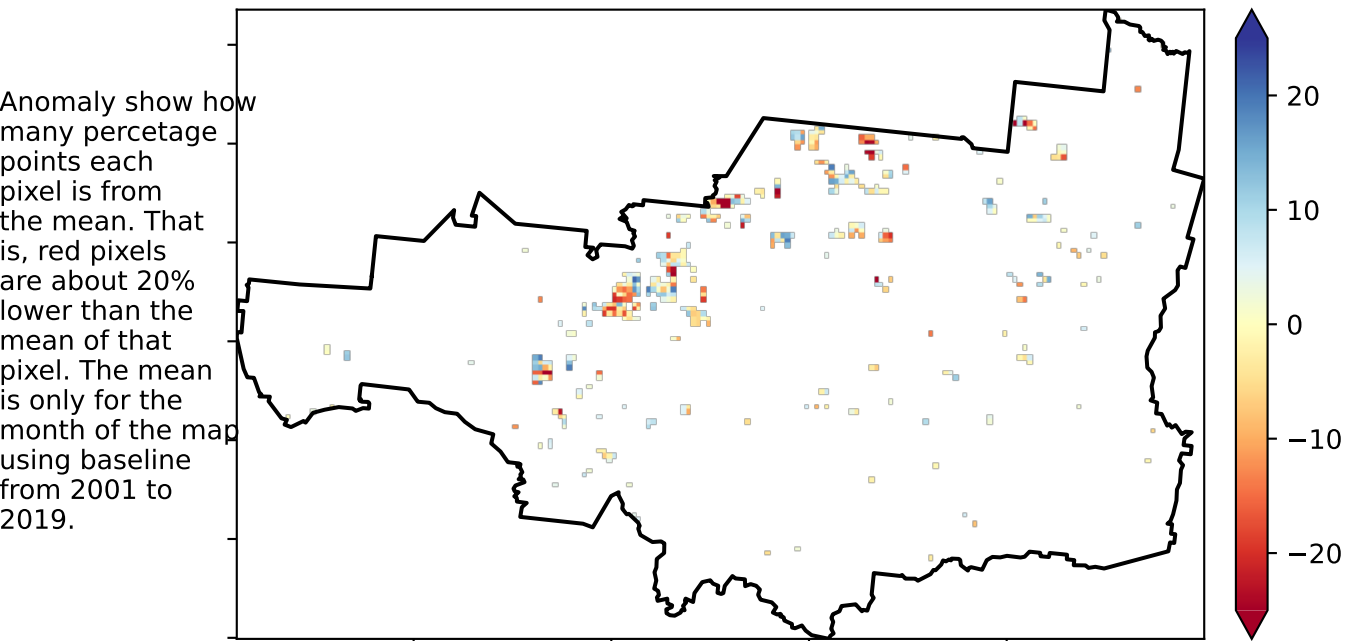 Anomaly show how
many percetage
points each
pixel is from
the mean. That
is, red pixels
are about 20%
lower than the
mean of that
pixel. The mean
is only for the
month of the map
using baseline
from 2001 to
2019.
20
10
0
−10
−20